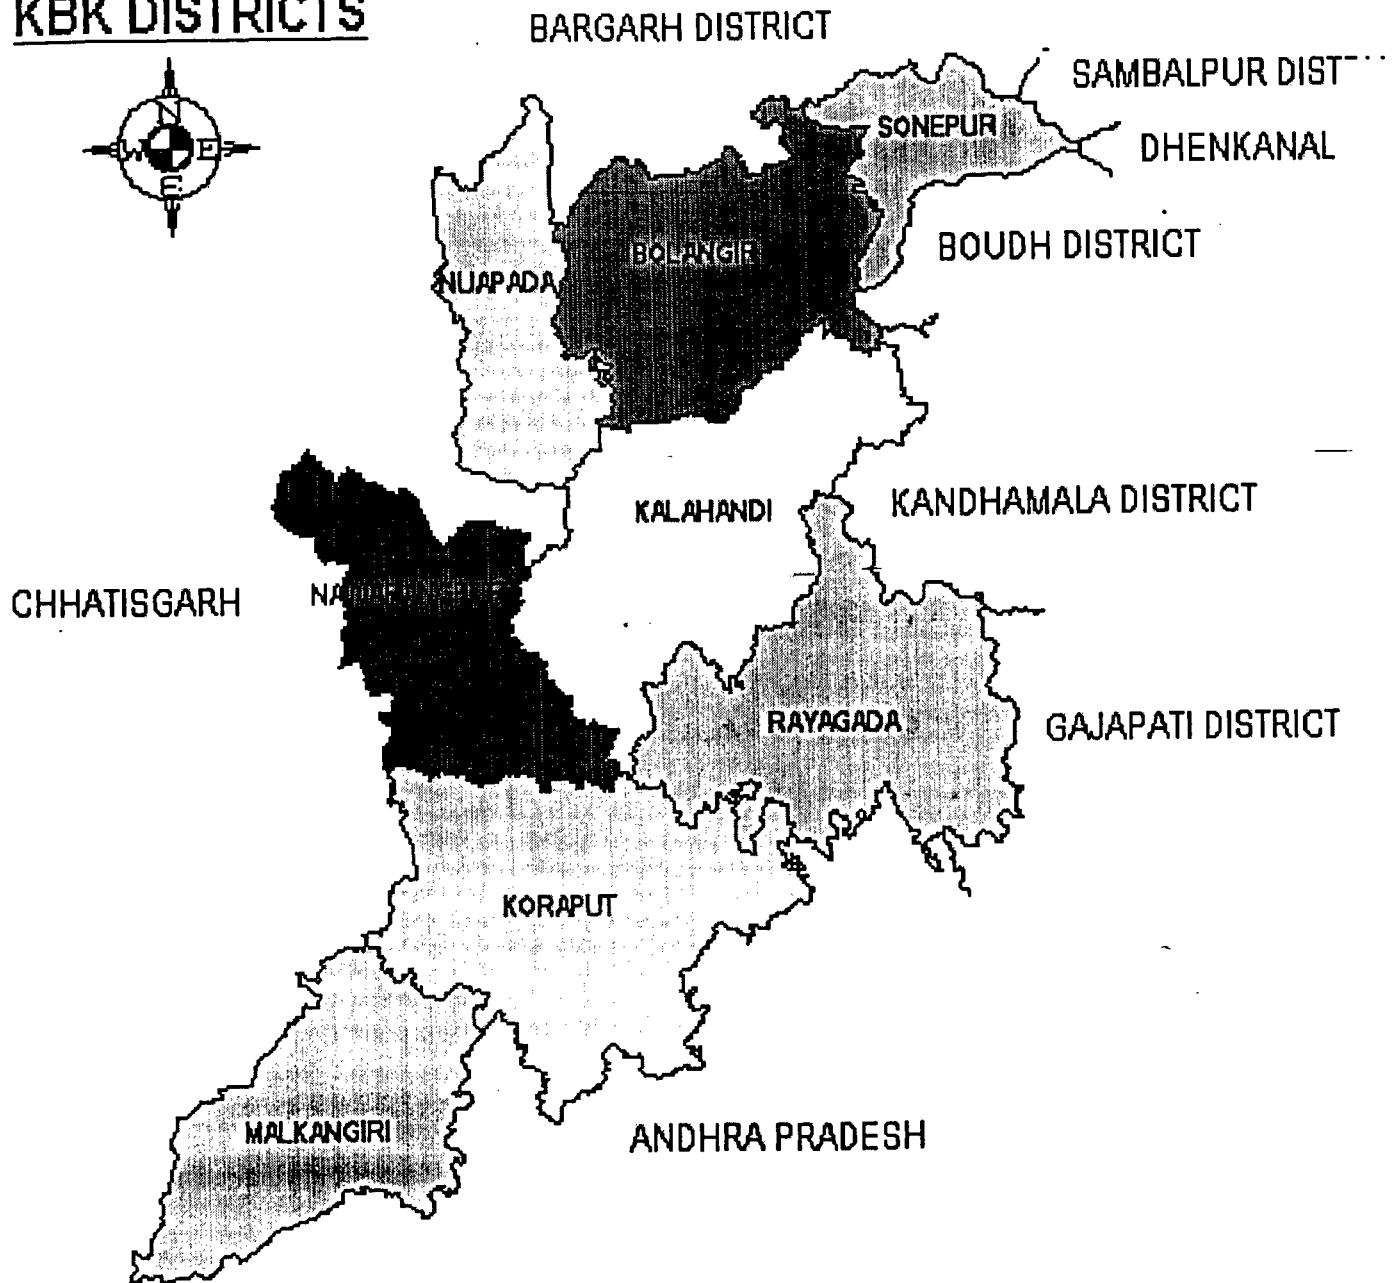 KBK DISTRICTS
BARGARH DISTRICT
SAMBALPUR DIST
SONEPUR
DHENKANAL
N
W
E
BOLANGIR
BOUDH DISTRICT
NUAPADA
KALAHANDI
KANDHAMALA DISTRICT
CHHATISGARH
RAYAGADA
GAJAPATI DISTRICT
KORAPUT
MALKANGIRI
ANDHRA PRADESH